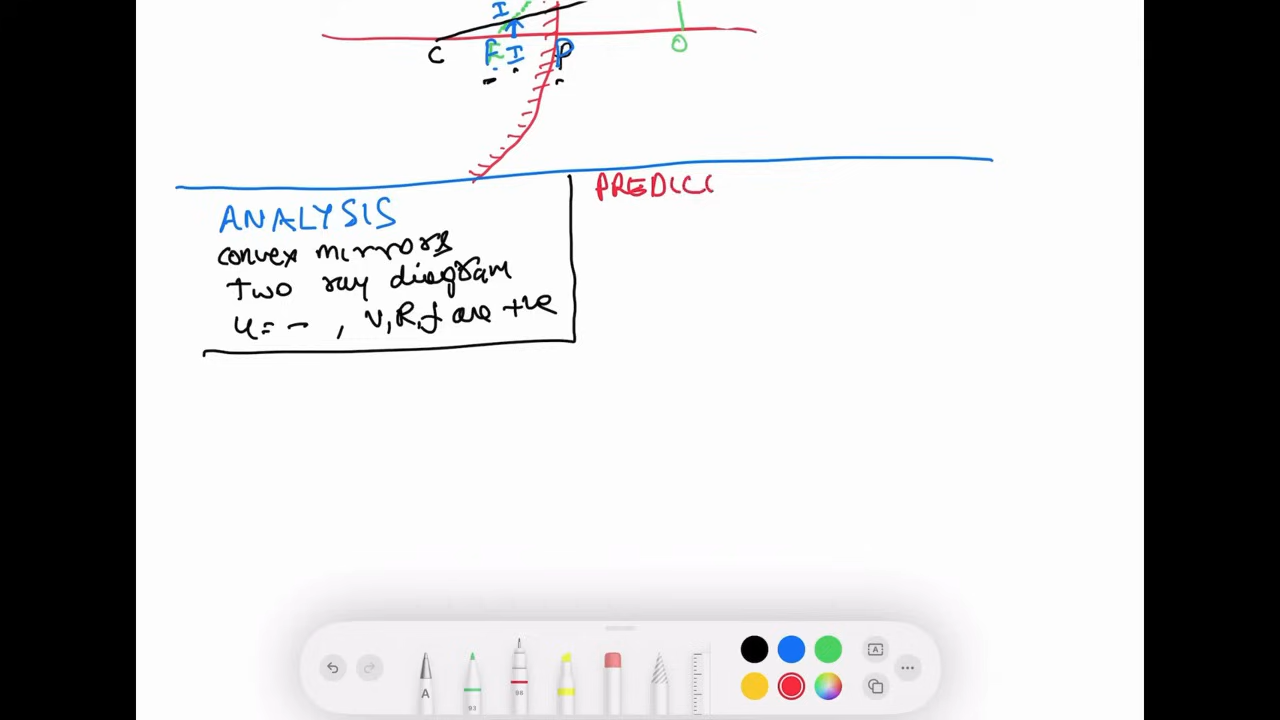 I
C F I P O
ANALYSIS
convex mirrors
two ray diagram
u = - , v, R, f are +ve
PREDICC
A